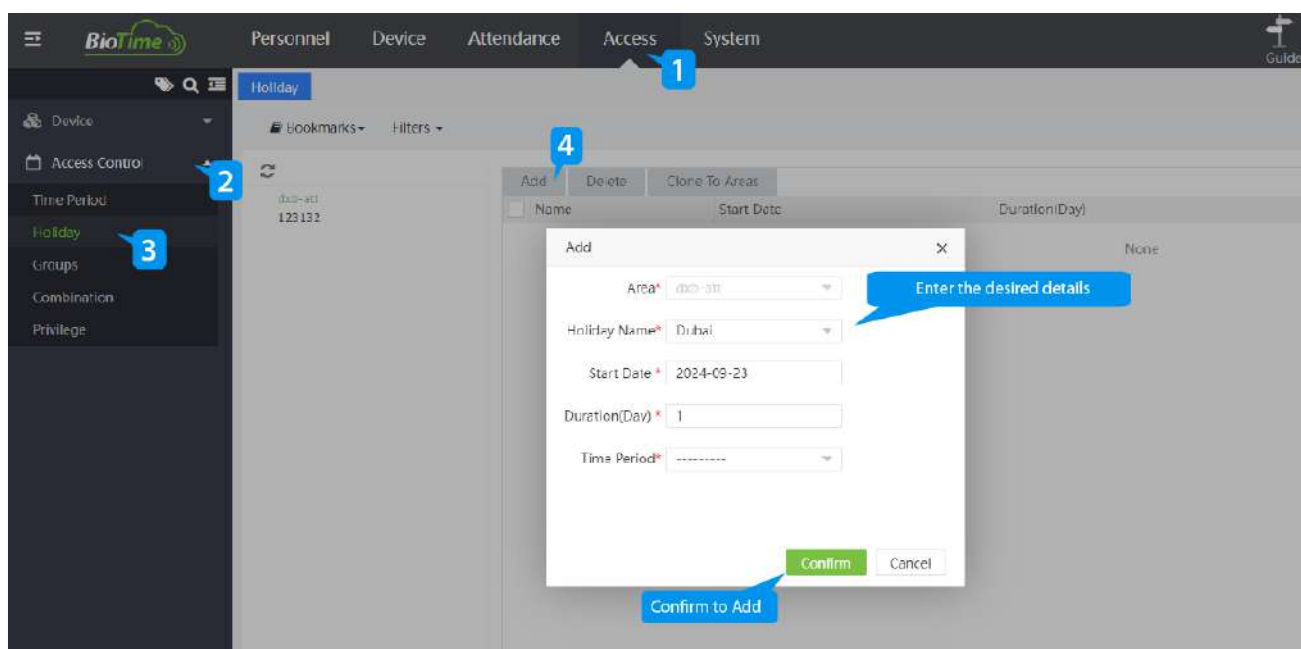 BioTime
Personnel Device Attendance Access System
Guide
1
Holiday
Device
Bookmarks Filters
4
Access Control
2
Add Delete Clone To Areas
Time Period
123132
Name Start Date Duration(Day)
Holiday
3
Add
None
Groups
Area*
Enter the desired details
Combination
Holiday Name* Dubai
Privilege
Start Date * 2024-09-23
Duration(Day) * 1
Time Period* ---------
Confirm Cancel
Confirm to Add